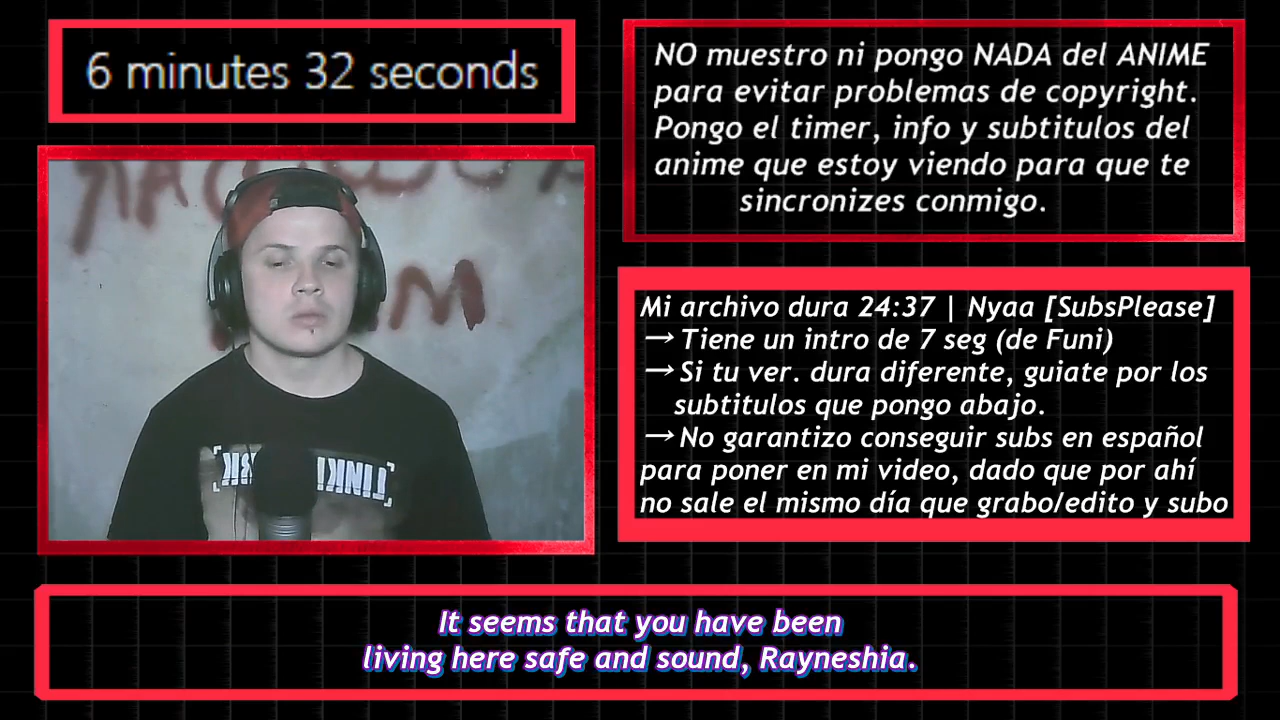 6 minutes 32 seconds
NO muestro ni pongo NADA del ANIME
para evitar problemas de copyright.
Pongo el timer, info y subtitulos del
anime que estoy viendo para que te
sincronizes conmigo.
Mi archivo dura 24:37 | Nyaa [SubsPlease]
→ Tiene un intro de 7 seg (de Funi)
→ Si tu ver. dura diferente, guiate por los
subtitulos que pongo abajo.
→ No garantizo conseguir subs en español
para poner en mi video, dado que por ahí
no sale el mismo día que grabo/edito y subo
It seems that you have been
living here safe and sound, Rayneshia.